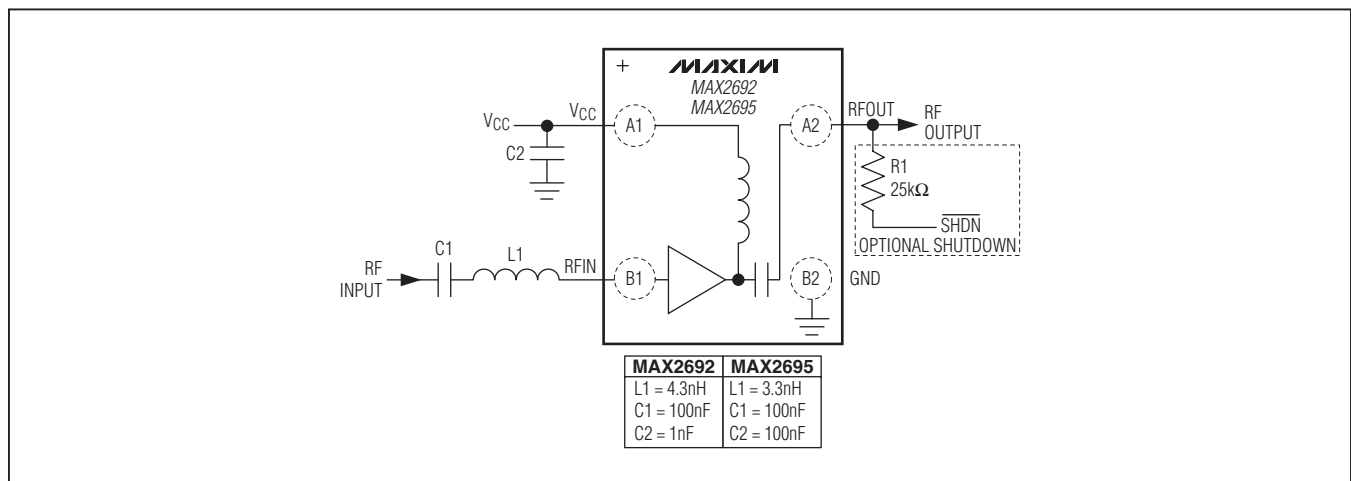 +
MAXIM
MAX2692
MAX2695
VCC
VCC
A1
C2
A2
RFOUT
RF
OUTPUT
R1
25kΩ
SHDN
OPTIONAL SHUTDOWN
RF
INPUT
C1
L1
RFIN
B1
B2
GND
MAX2692 MAX2695
L1 = 4.3nH L1 = 3.3nH
C1 = 100nF C1 = 100nF
C2 = 1nF C2 = 100nF